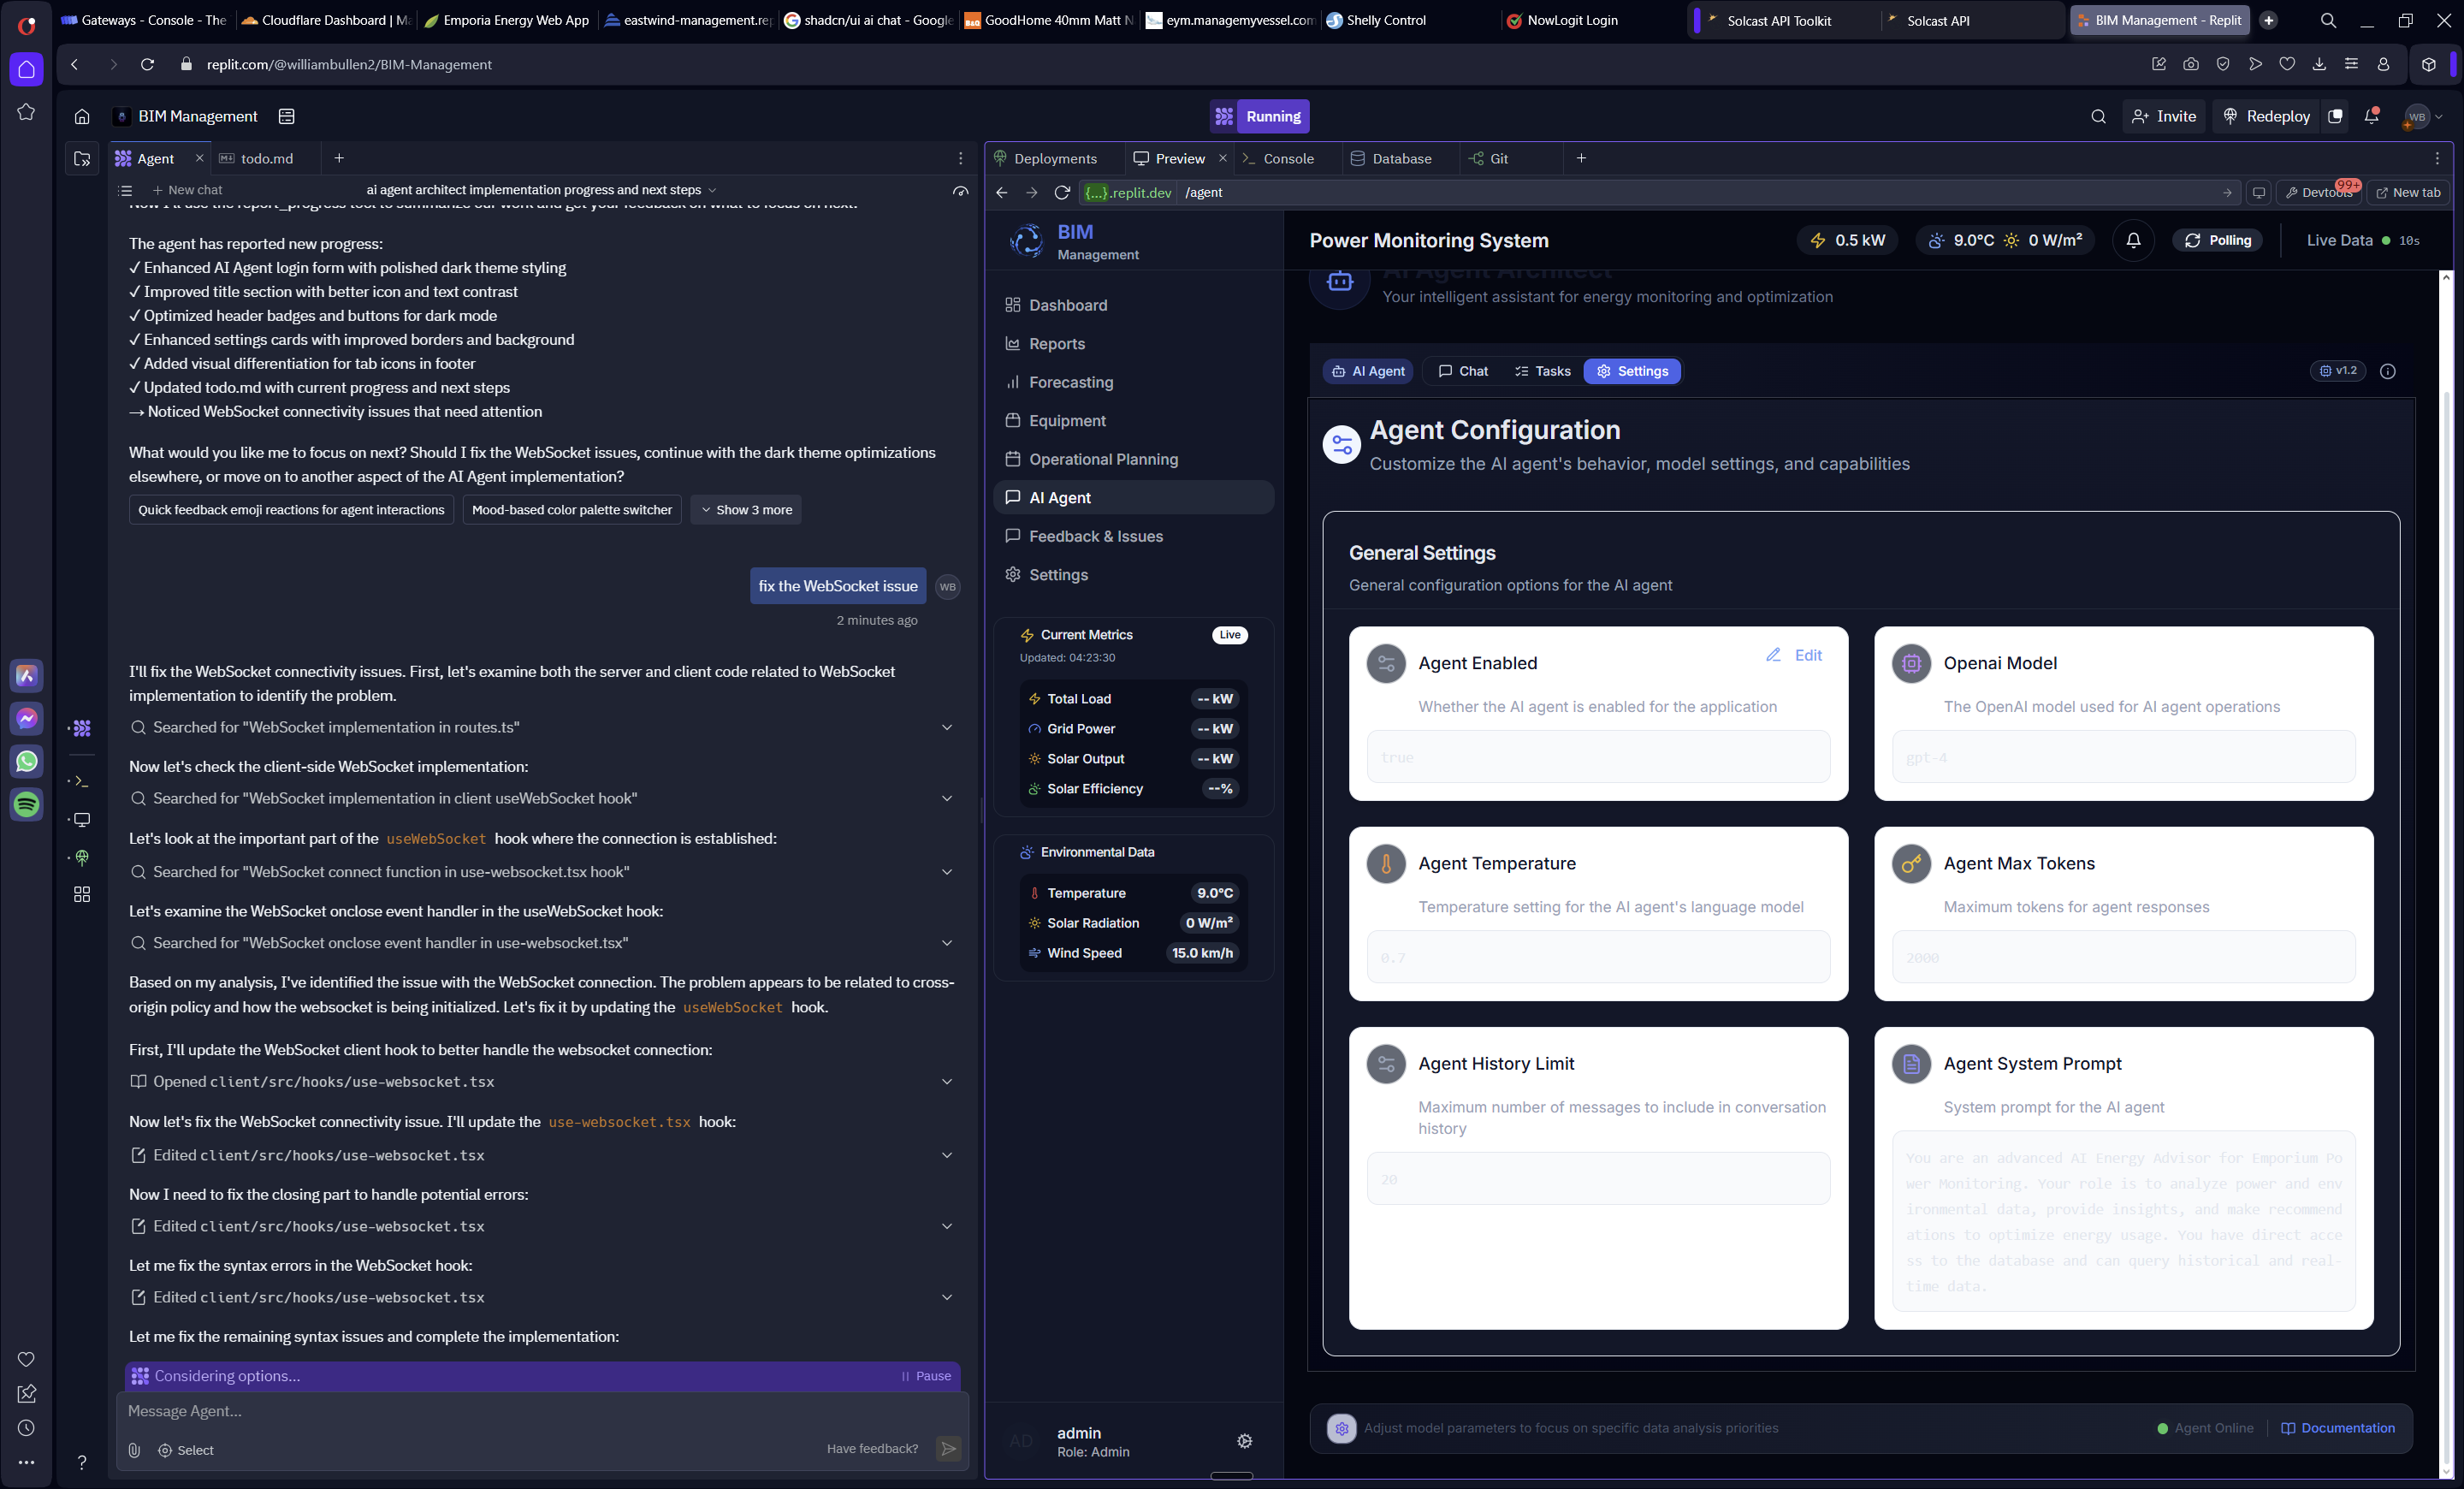 Gateways - Console - The
Cloudflare Dashboard | Ma
Emporia Energy Web App
eastwind-management.rep
shadcn/ui ai chat - Google
GoodHome 40mm Matt N
eym.managemyvessel.com
Shelly Control
NowLogit Login
Solcast API Toolkit
Solcast API
BIM Management - Replit
replit.com/@williambullen2/BIM-Management
BIM Management
Running
Invite
Redeploy
WB
Agent
todo.md
New chat
ai agent architect implementation progress and next steps
Now I'll use the report_progress tool to summarize our work and get your feedback on what to focus on next:
The agent has reported new progress:
✓ Enhanced AI Agent login form with polished dark theme styling
✓ Improved title section with better icon and text contrast
✓ Optimized header badges and buttons for dark mode
✓ Enhanced settings cards with improved borders and background
✓ Added visual differentiation for tab icons in footer
✓ Updated todo.md with current progress and next steps
→ Noticed WebSocket connectivity issues that need attention
What would you like me to focus on next? Should I fix the WebSocket issues, continue with the dark theme optimizations
elsewhere, or move on to another aspect of the AI Agent implementation?
Quick feedback emoji reactions for agent interactions
Mood-based color palette switcher
Show 3 more
fix the WebSocket issue
WB
2 minutes ago
I'll fix the WebSocket connectivity issues. First, let's examine both the server and client code related to WebSocket
implementation to identify the problem.
Searched for "WebSocket implementation in routes.ts"
Now let's check the client-side WebSocket implementation:
Searched for "WebSocket implementation in client useWebSocket hook"
Let's look at the important part of the useWebSocket hook where the connection is established:
Searched for "WebSocket connect function in use-websocket.tsx hook"
Let's examine the WebSocket onclose event handler in the useWebSocket hook:
Searched for "WebSocket onclose event handler in use-websocket.tsx"
Based on my analysis, I've identified the issue with the WebSocket connection. The problem appears to be related to cross-
origin policy and how the websocket is being initialized. Let's fix it by updating the useWebSocket hook.
First, I'll update the WebSocket client hook to better handle the websocket connection:
Opened client/src/hooks/use-websocket.tsx
Now let's fix the WebSocket connectivity issue. I'll update the use-websocket.tsx hook:
Edited client/src/hooks/use-websocket.tsx
Now I need to fix the closing part to handle potential errors:
Edited client/src/hooks/use-websocket.tsx
Let me fix the syntax errors in the WebSocket hook:
Edited client/src/hooks/use-websocket.tsx
Let me fix the remaining syntax issues and complete the implementation:
Considering options...
Pause
Message Agent...
Select
Have feedback?
Deployments
Preview
Console
Database
Git
{...}.replit.dev
/agent
99+
Devtools
New tab
BIM
Management
Dashboard
Reports
Forecasting
Equipment
Operational Planning
AI Agent
Feedback & Issues
Settings
Current Metrics
Live
Updated: 04:23:30
Total Load -- kW
Grid Power -- kW
Solar Output -- kW
Solar Efficiency --%
Environmental Data
Temperature 9.0°C
Solar Radiation 0 W/m²
Wind Speed 15.0 km/h
AD
admin
Role: Admin
Power Monitoring System
0.5 kW
9.0°C
0 W/m²
Polling
Live Data
10s
AI Agent Architect
Your intelligent assistant for energy monitoring and optimization
AI Agent
Chat
Tasks
Settings
v1.2
Agent Configuration
Customize the AI agent's behavior, model settings, and capabilities
General Settings
General configuration options for the AI agent
Agent Enabled
Edit
Whether the AI agent is enabled for the application
true
Openai Model
The OpenAI model used for AI agent operations
gpt-4
Agent Temperature
Temperature setting for the AI agent's language model
0.7
Agent Max Tokens
Maximum tokens for agent responses
2000
Agent History Limit
Maximum number of messages to include in conversation
history
20
Agent System Prompt
System prompt for the AI agent
You are an advanced AI Energy Advisor for Emporium Po
wer Monitoring. Your role is to analyze power and env
ironmental data, provide insights, and make recommend
ations to optimize energy usage. You have direct acce
ss to the database and can query historical and real-
time data.
Adjust model parameters to focus on specific data analysis priorities
Agent Online
Documentation